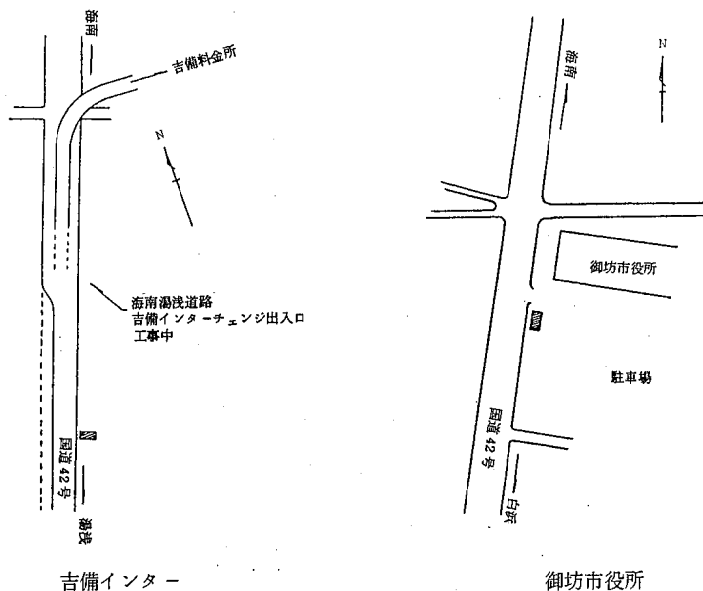 海南
吉備料金所
N
海南湯浅道路
吉備インターチェンジ出入口
工事中
国道42号
湯浅
吉備インター
海南
N
御坊市役所
駐車場
国道42号
白浜
御坊市役所